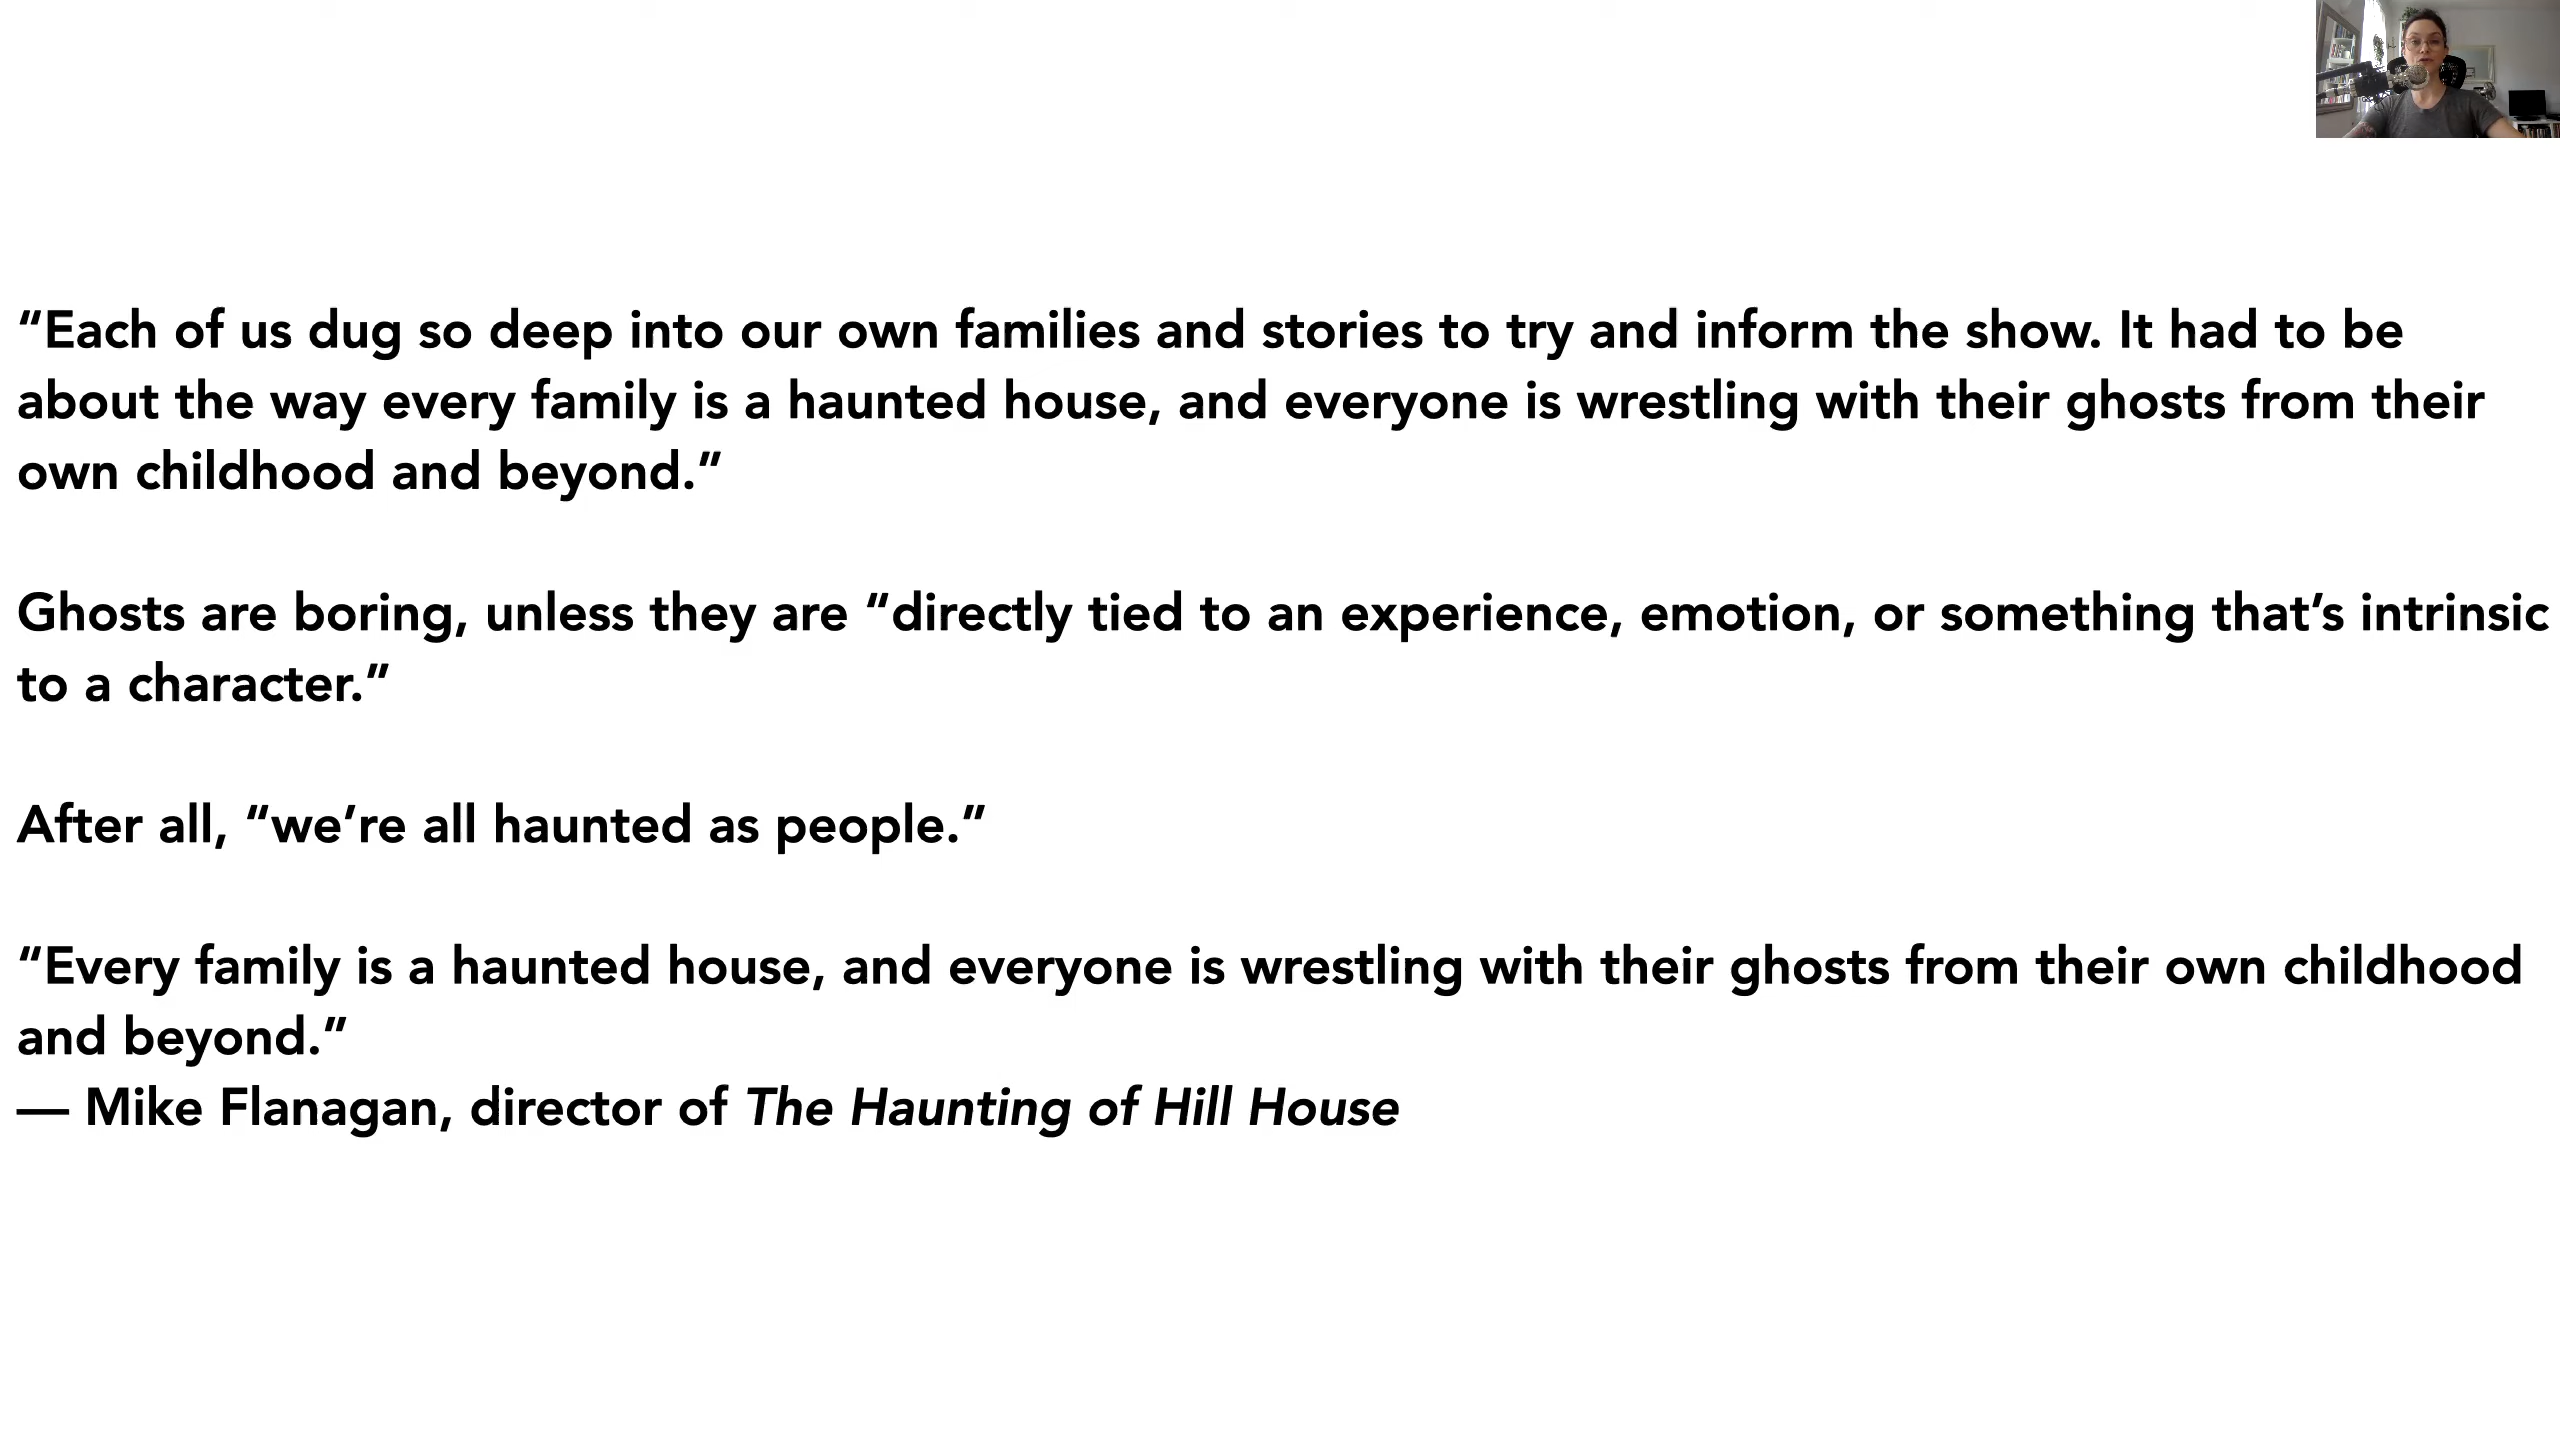 “Each of us dug so deep into our own families and stories to try and inform the show. It had to be
about the way every family is a haunted house, and everyone is wrestling with their ghosts from their
own childhood and beyond.”
Ghosts are boring, unless they are “directly tied to an experience, emotion, or something that’s intrinsic
to a character.”
After all, “we’re all haunted as people.”
“Every family is a haunted house, and everyone is wrestling with their ghosts from their own childhood
and beyond.”
— Mike Flanagan, director of The Haunting of Hill House